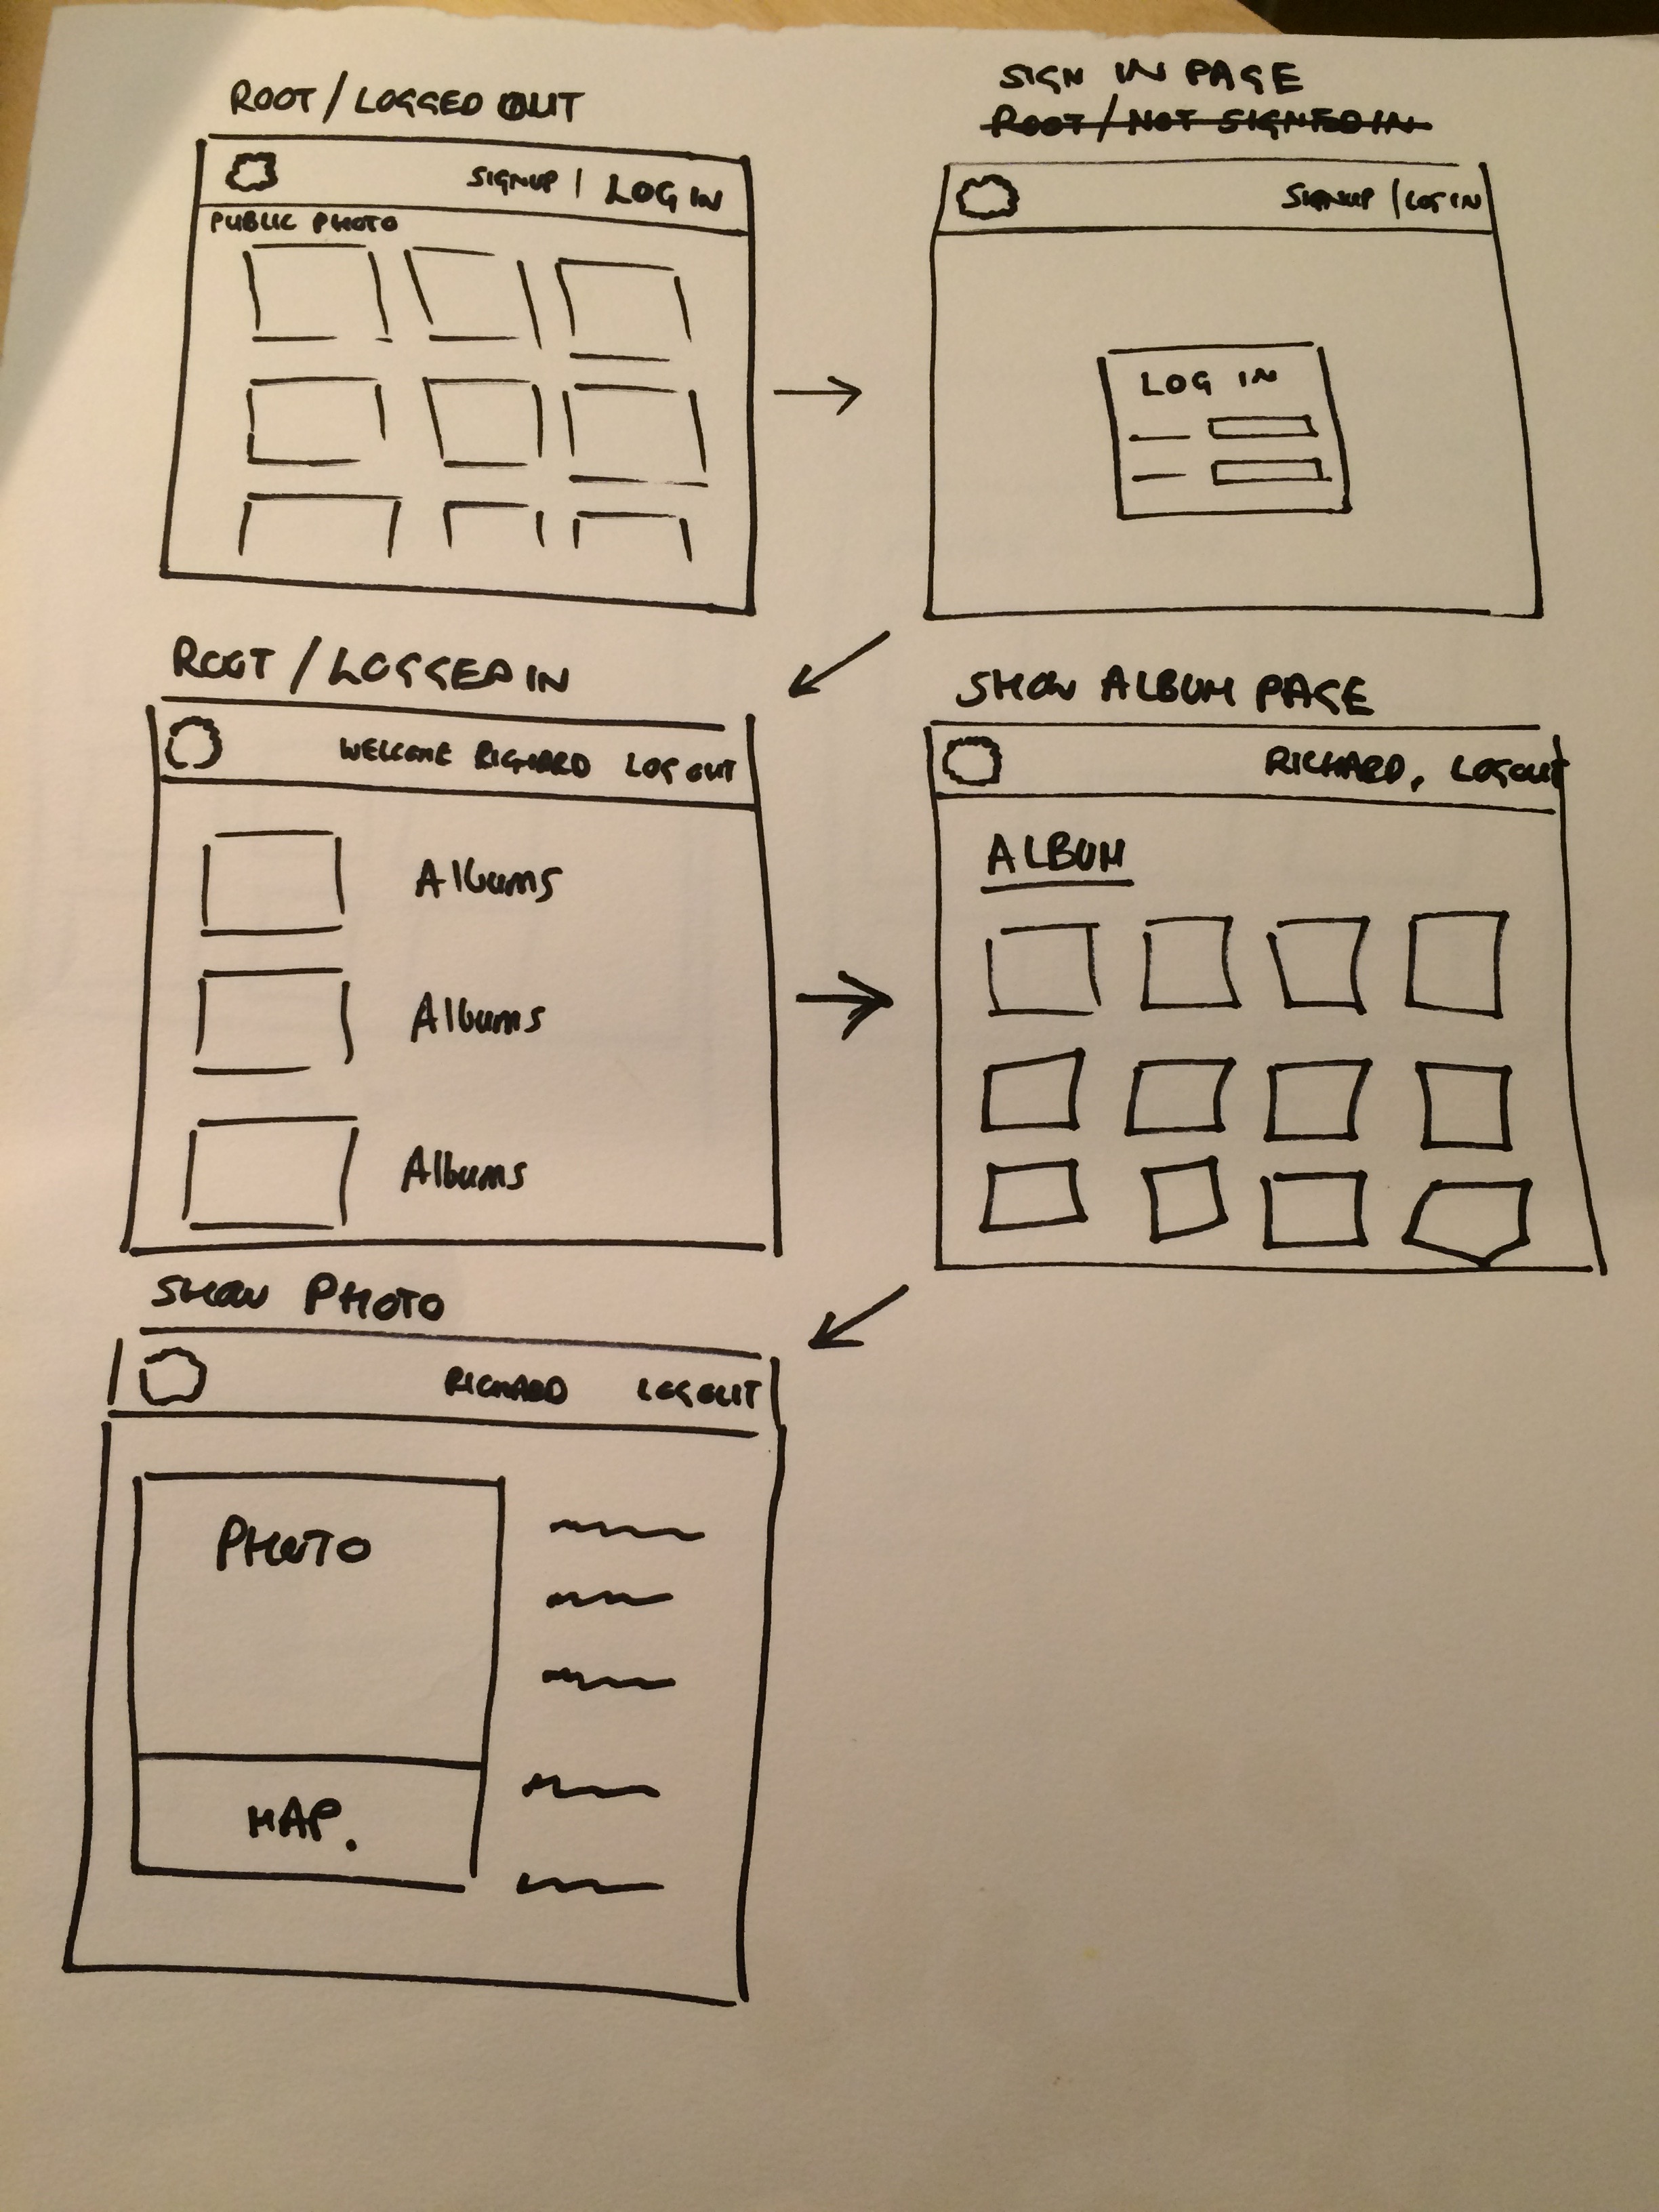 ROOT / LOGGED OUT
SIGNUP | LOG IN
PUBLIC PHOTO
SIGN IN PAGE
ROOT / NOT SIGNED IN
SIGNUP | LOG IN
LOG IN
ROOT / LOGGED IN
WELCOME RICHARD LOG OUT
Albums
Albums
Albums
SHOW ALBUM PAGE
RICHARD, LOGOUT
ALBUM
SHOW PHOTO
RICHARD LOGOUT
PHOTO
MAP.